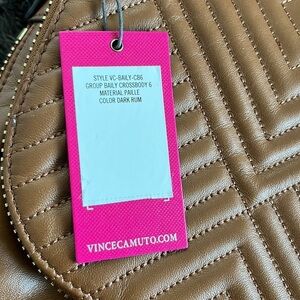 STYLE VC-BAILY-CB6
GROUP BAILY CROSSBODY 6
MATERIAL PAILLE
COLOR DARK RUM
VINCECAMUTO.COM